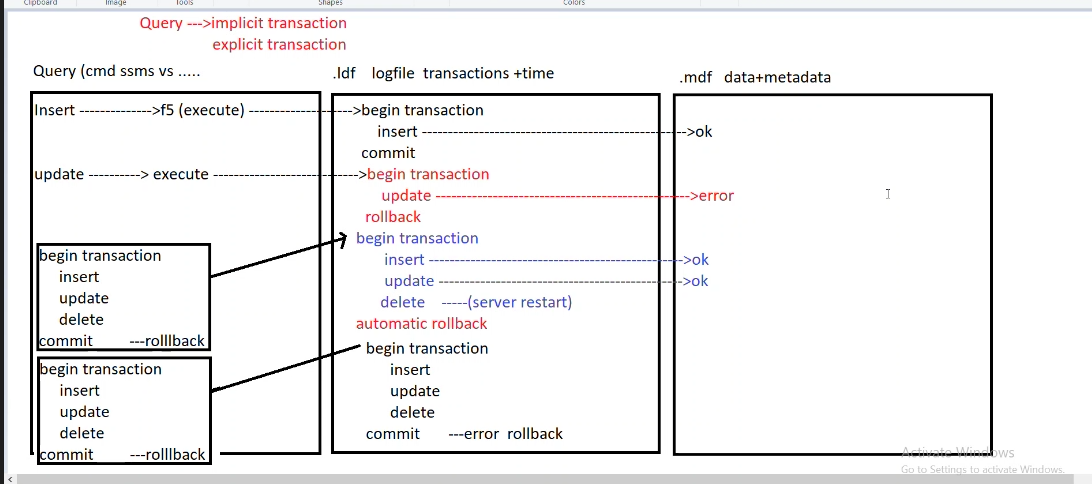 Clipboard Image Tools Shapes Colors
Query --->implicit transaction
explicit transaction
Query (cmd ssms vs .....
.ldf logfile transactions +time
.mdf data+metadata
Insert -------------->f5 (execute) -------------------->begin transaction
insert --------------------------------------------------->ok
commit
update ----------> execute ---------------------------->begin transaction
update ------------------------------------------------->error
rollback
begin transaction
insert
update
delete
commit ---rolllback
begin transaction
insert -------------------------------------------------->ok
update ------------------------------------------------>ok
delete -----(server restart)
automatic rollback
begin transaction
insert
update
delete
commit ---rolllback
begin transaction
insert
update
delete
commit ---error rollback
Activate Windows
Go to Settings to activate Windows.